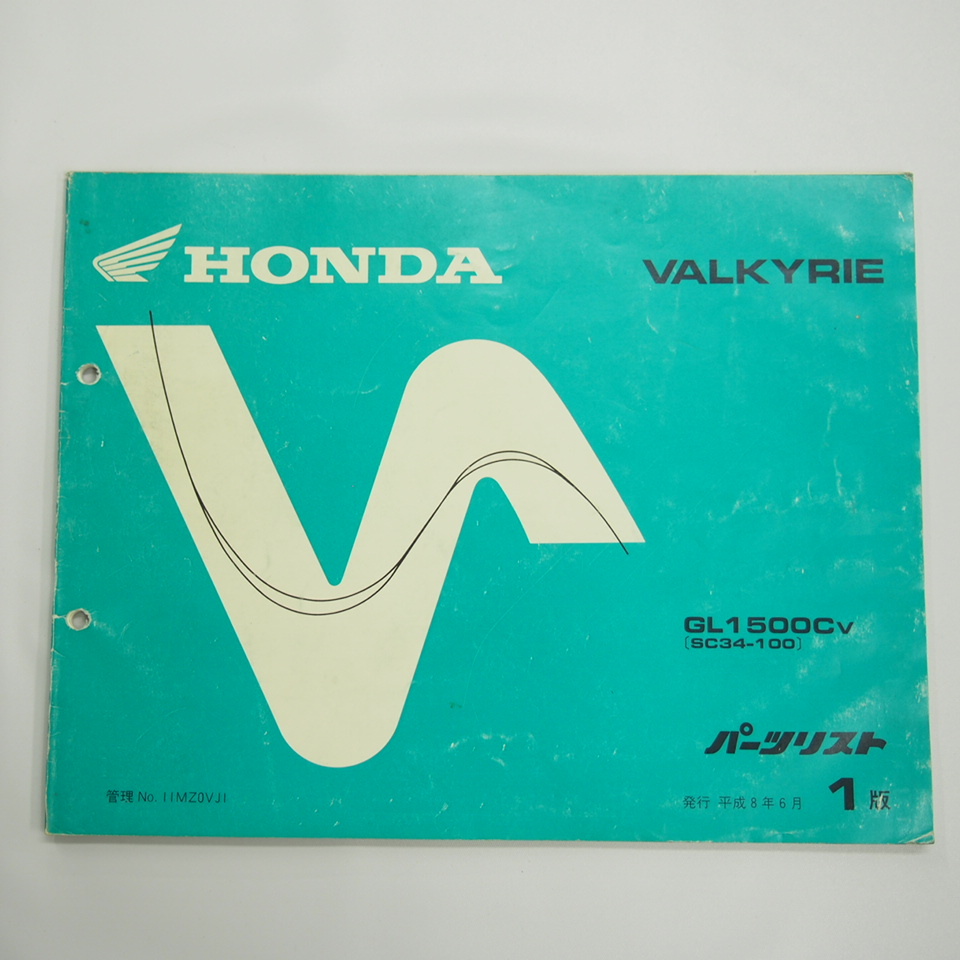 HONDA
VALKYRIE
GL1500CV
〔SC34-100〕
パーツリスト
管理 No. 11MZ0VJ1
発行 平成8年6月 1版